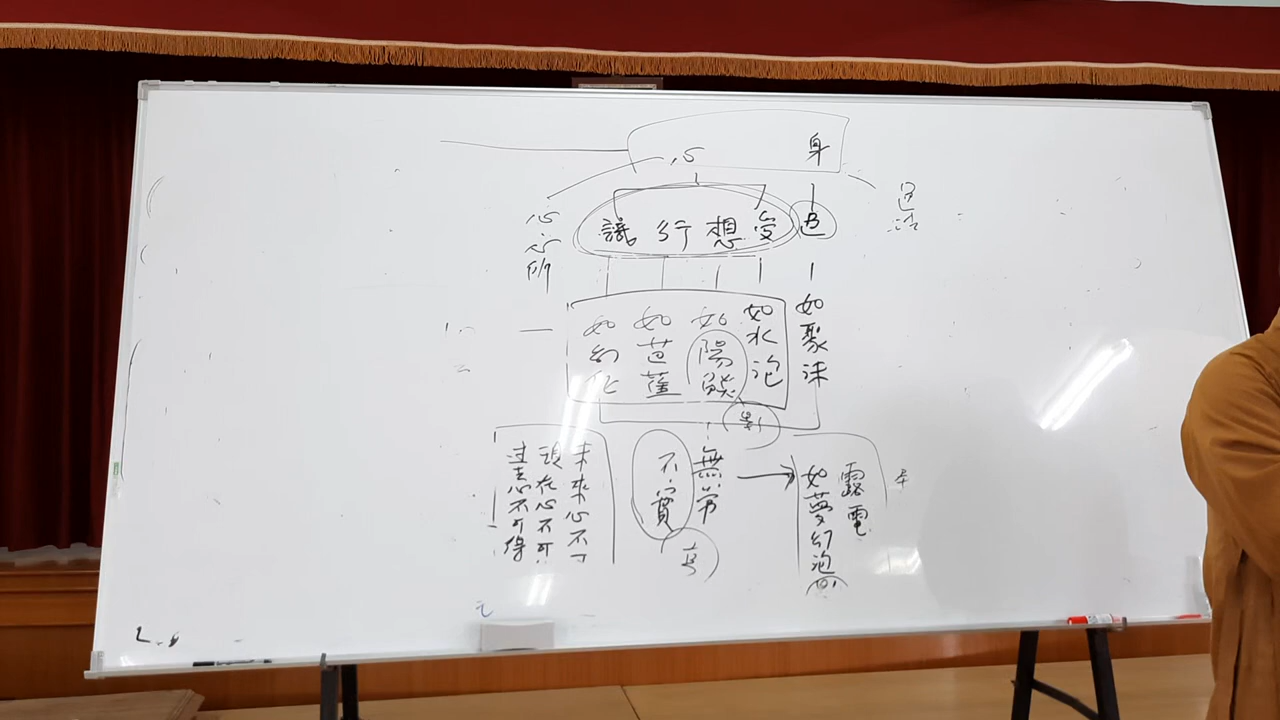 身
心
色法
心
心所
色
受
想
行
識
如聚沫
如水泡
如陽燄
如芭蕉
如幻化
影
無常
不實
露電
如夢幻泡
未來心不可
現在心不可
過去心不可得